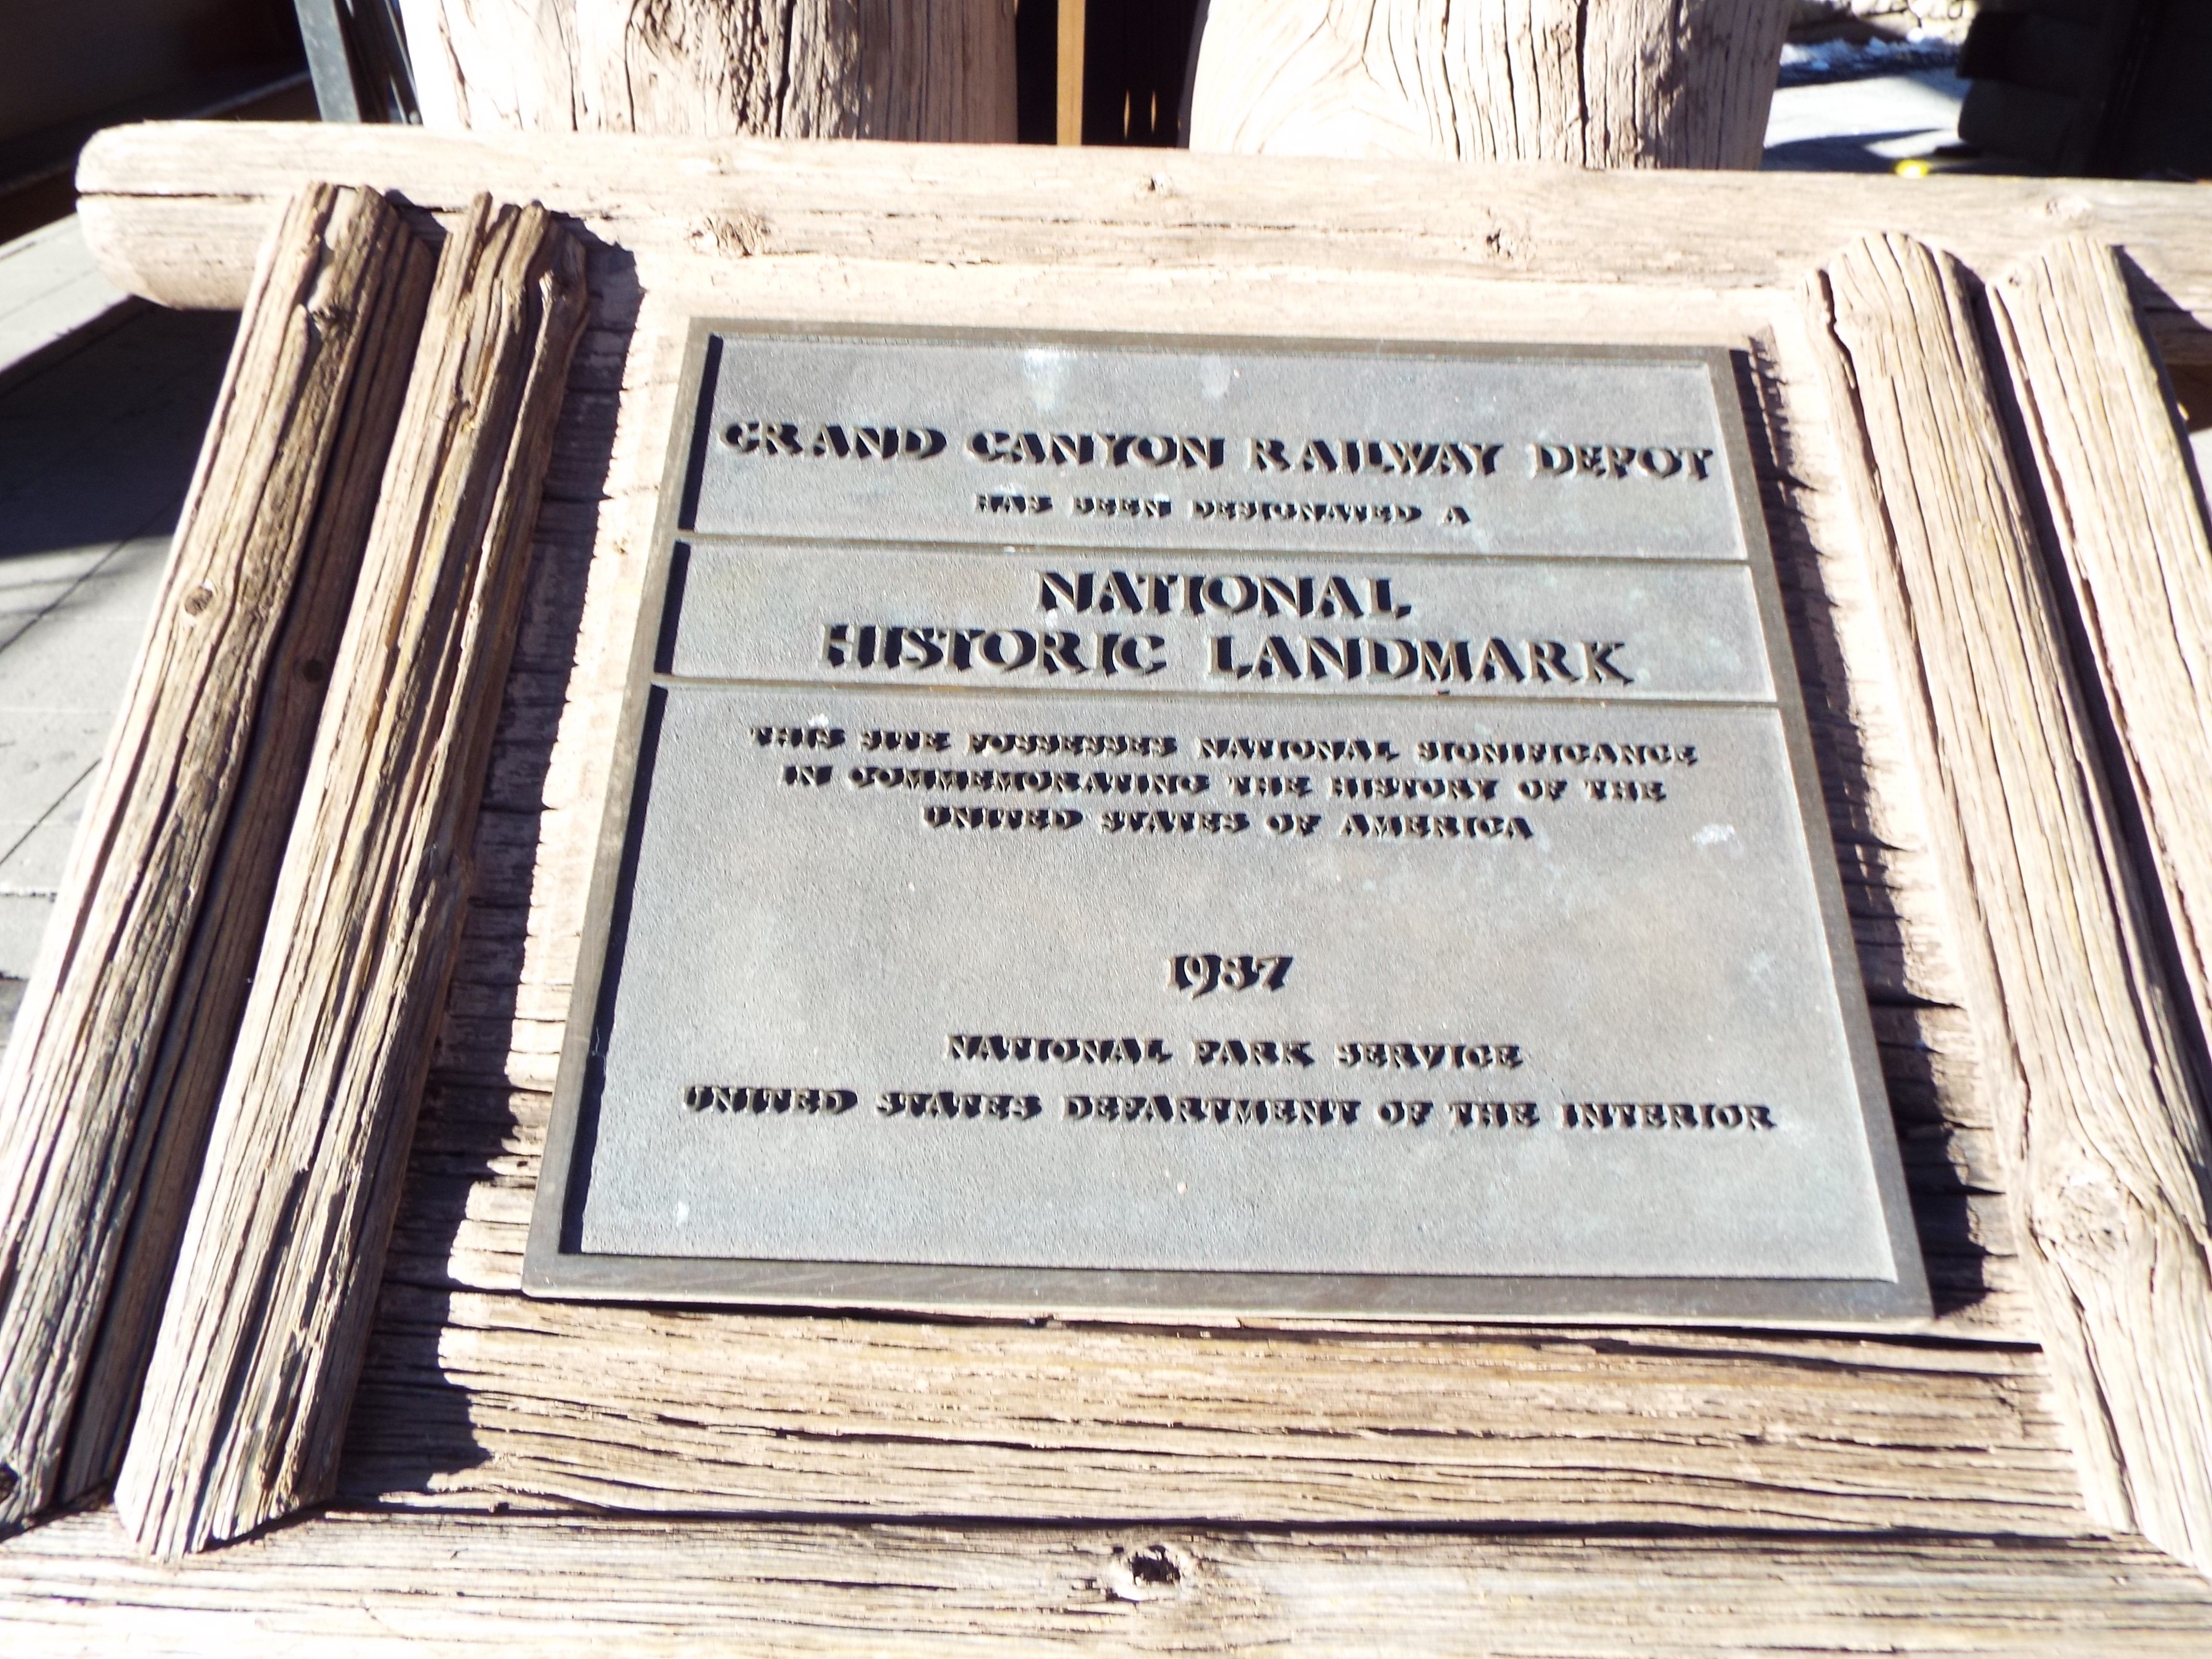 GRAND CANYON RAILWAY DEPOT
HAS BEEN DESIGNATED A
NATIONAL
HISTORIC LANDMARK
THIS SITE POSSESSES NATIONAL SIGNIFICANCE
IN COMMEMORATING THE HISTORY OF THE
UNITED STATES OF AMERICA
1987
NATIONAL PARK SERVICE
UNITED STATES DEPARTMENT OF THE INTERIOR